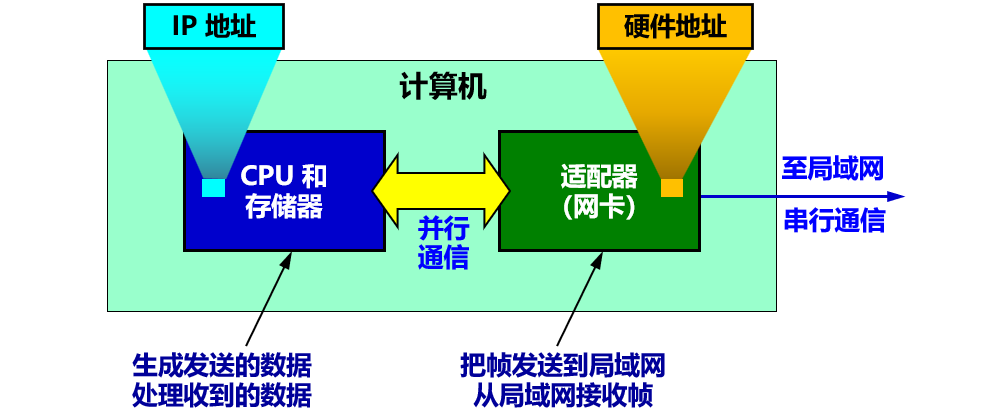 IP 地址
硬件地址
计算机
CPU 和
存储器
适配器
（网卡）
并行
通信
至局域网
串行通信
生成发送的数据
处理收到的数据
把帧发送到局域网
从局域网接收帧